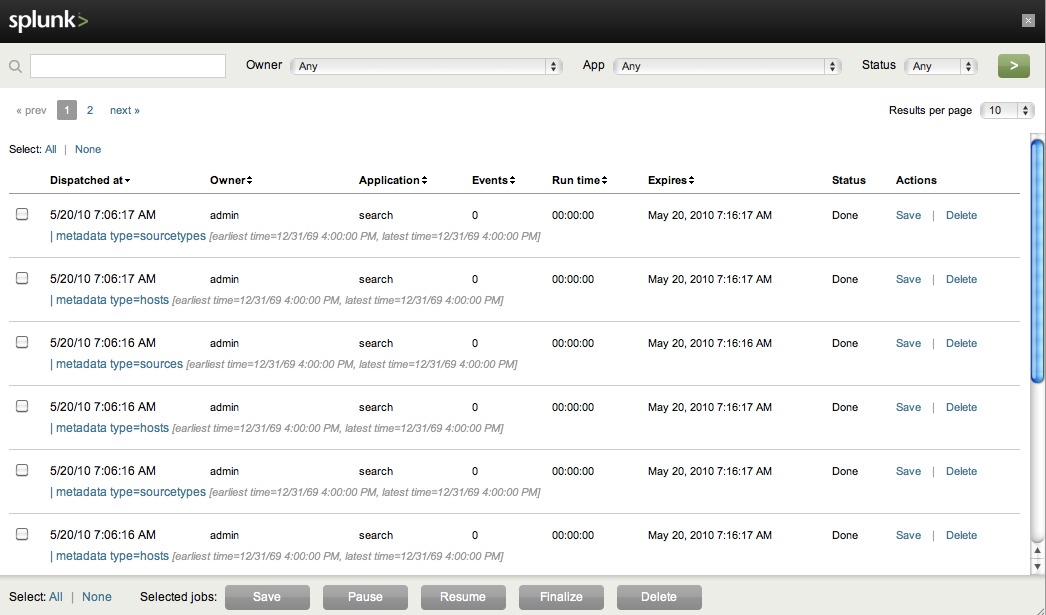 splunk>
Owner Any App Any Status Any >
« prev 1 2 next » Results per page 10
Select: All | None
Dispatched at Owner Application Events Run time Expires Status Actions
5/20/10 7:06:17 AM admin search 0 00:00:00 May 20, 2010 7:16:17 AM Done Save | Delete
| metadata type=sourcetypes [earliest time=12/31/69 4:00:00 PM, latest time=12/31/69 4:00:00 PM]
5/20/10 7:06:17 AM admin search 0 00:00:00 May 20, 2010 7:16:17 AM Done Save | Delete
| metadata type=hosts [earliest time=12/31/69 4:00:00 PM, latest time=12/31/69 4:00:00 PM]
5/20/10 7:06:16 AM admin search 0 00:00:00 May 20, 2010 7:16:16 AM Done Save | Delete
| metadata type=sources [earliest time=12/31/69 4:00:00 PM, latest time=12/31/69 4:00:00 PM]
5/20/10 7:06:16 AM admin search 0 00:00:00 May 20, 2010 7:16:17 AM Done Save | Delete
| metadata type=hosts [earliest time=12/31/69 4:00:00 PM, latest time=12/31/69 4:00:00 PM]
5/20/10 7:06:16 AM admin search 0 00:00:00 May 20, 2010 7:16:17 AM Done Save | Delete
| metadata type=sourcetypes [earliest time=12/31/69 4:00:00 PM, latest time=12/31/69 4:00:00 PM]
5/20/10 7:06:16 AM admin search 0 00:00:00 May 20, 2010 7:16:17 AM Done Save | Delete
| metadata type=hosts [earliest time=12/31/69 4:00:00 PM, latest time=12/31/69 4:00:00 PM]
Select: All | None Selected jobs: Save Pause Resume Finalize Delete